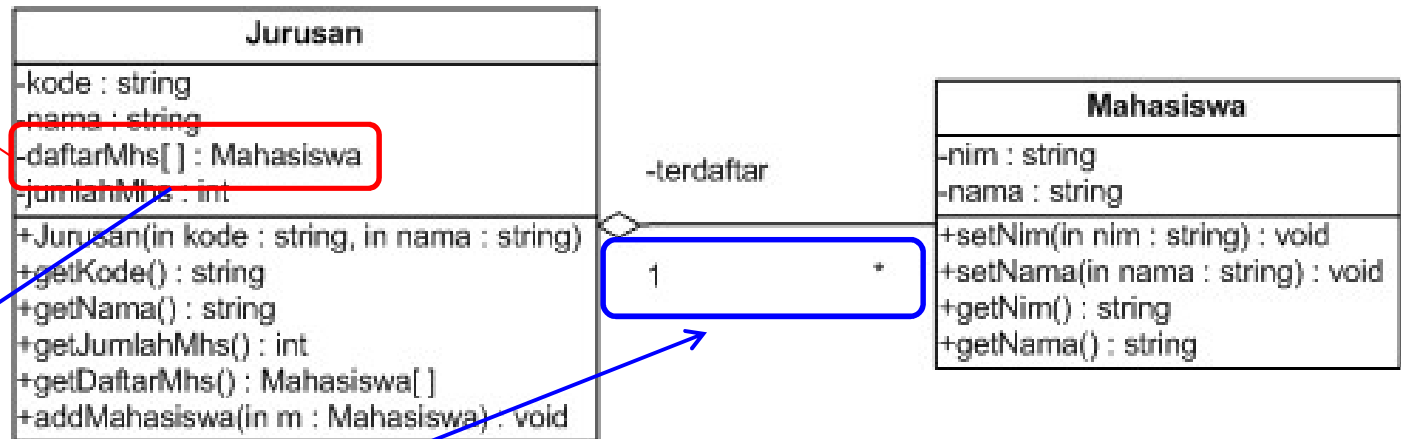 Jurusan
-kode : string
-nama : string
-daftarMhs[ ] : Mahasiswa
-jumlahMhs : int
+Jurusan(in kode : string, in nama : string)
+getKode() : string
+getNama() : string
+getJumlahMhs() : int
+getDaftarMhs() : Mahasiswa[ ]
+addMahasiswa(in m : Mahasiswa) : void
-terdaftar
1 *
Mahasiswa
-nim : string
-nama : string
+setNim(in nim : string) : void
+setNama(in nama : string) : void
+getNim() : string
+getNama() : string